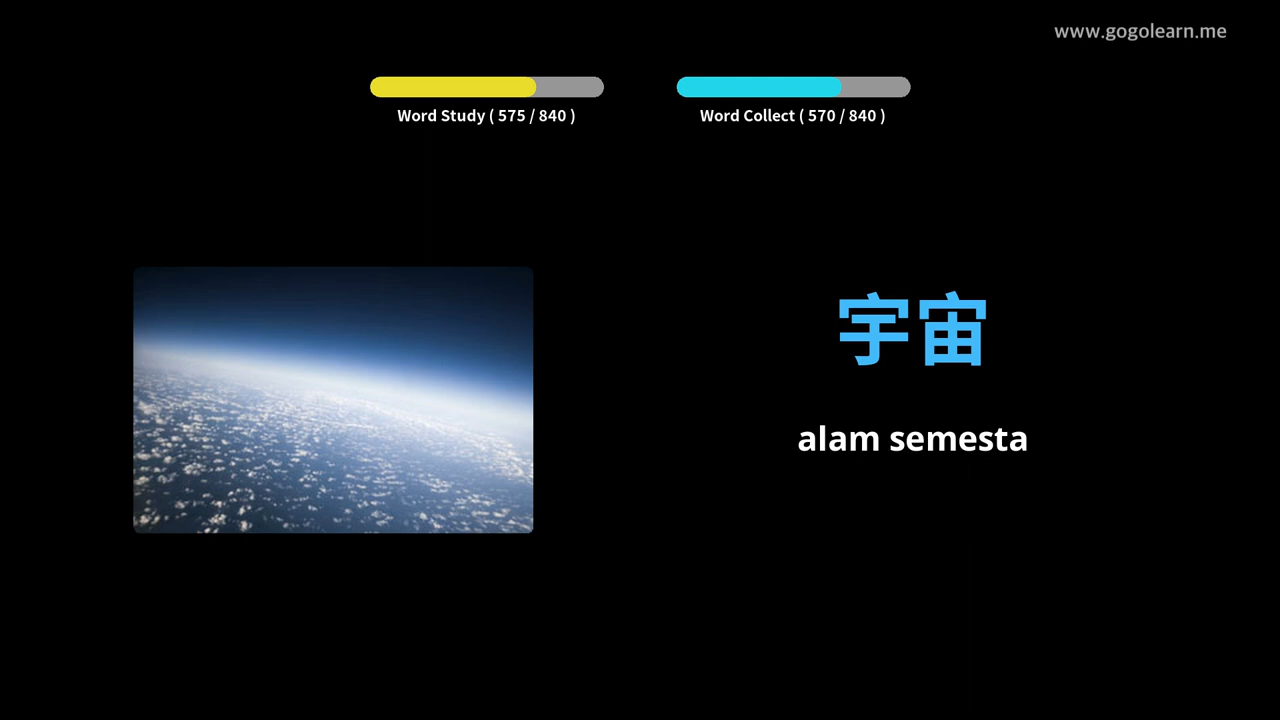 www.gogolearn.me
Word Study ( 575 / 840 )
Word Collect ( 570 / 840 )
宇宙
alam semesta